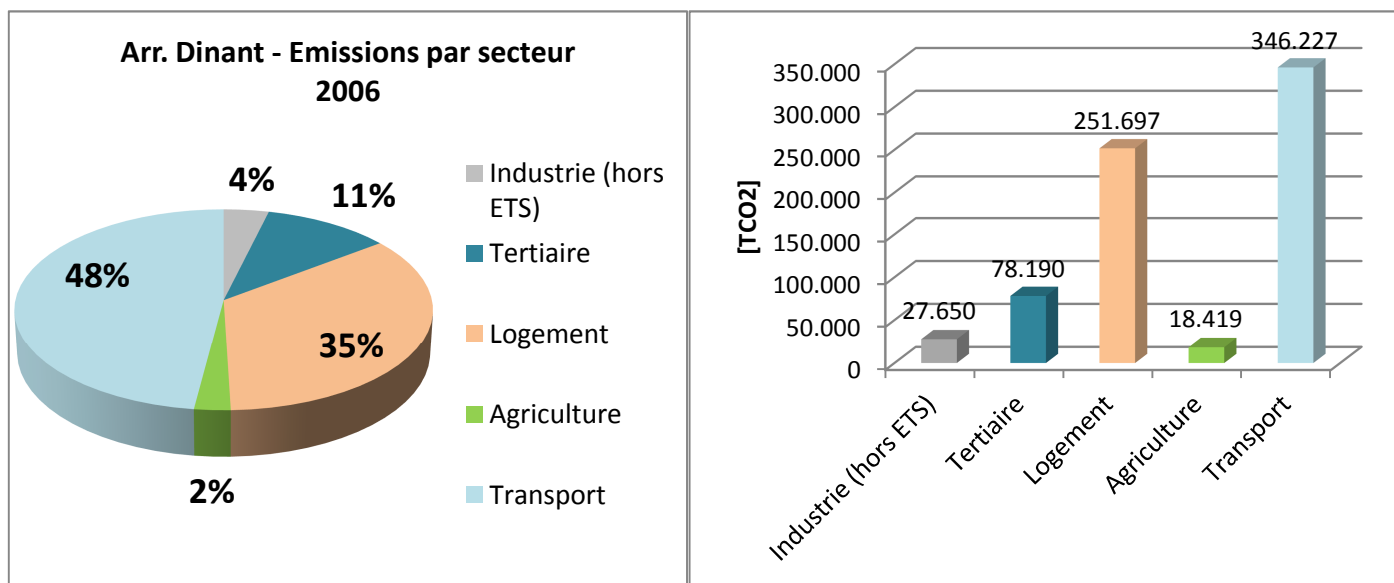 Arr. Dinant - Emissions par secteur
2006
4%
11%
48%
35%
2%
Industrie (hors
ETS)
Tertiaire
Logement
Agriculture
Transport
[TCO2]
350.000
300.000
250.000
200.000
150.000
100.000
50.000
0
27.650
78.190
251.697
18.419
346.227
Industrie (hors ETS)
Tertiaire
Logement
Agriculture
Transport